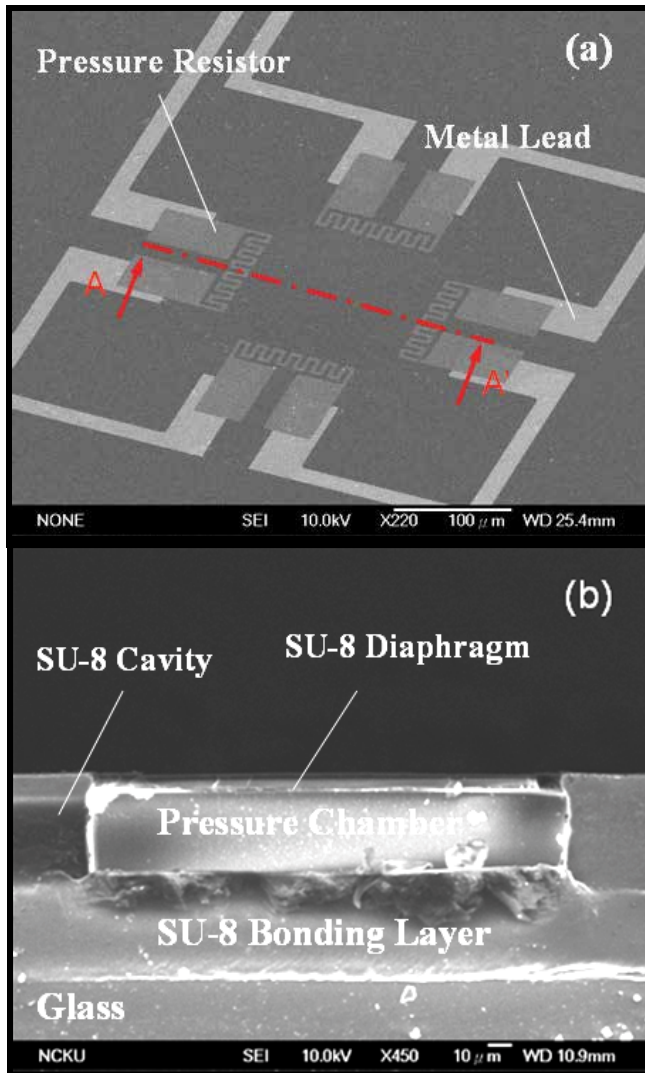 (a)
Pressure Resistor
Metal Lead
A
A'
NONE SEI 10.0kV X220 100 μm WD 25.4mm
(b)
SU-8 Cavity
SU-8 Diaphragm
Pressure Chamber
SU-8 Bonding Layer
Glass
NCKU SEI 10.0kV X450 10 μm WD 10.9mm